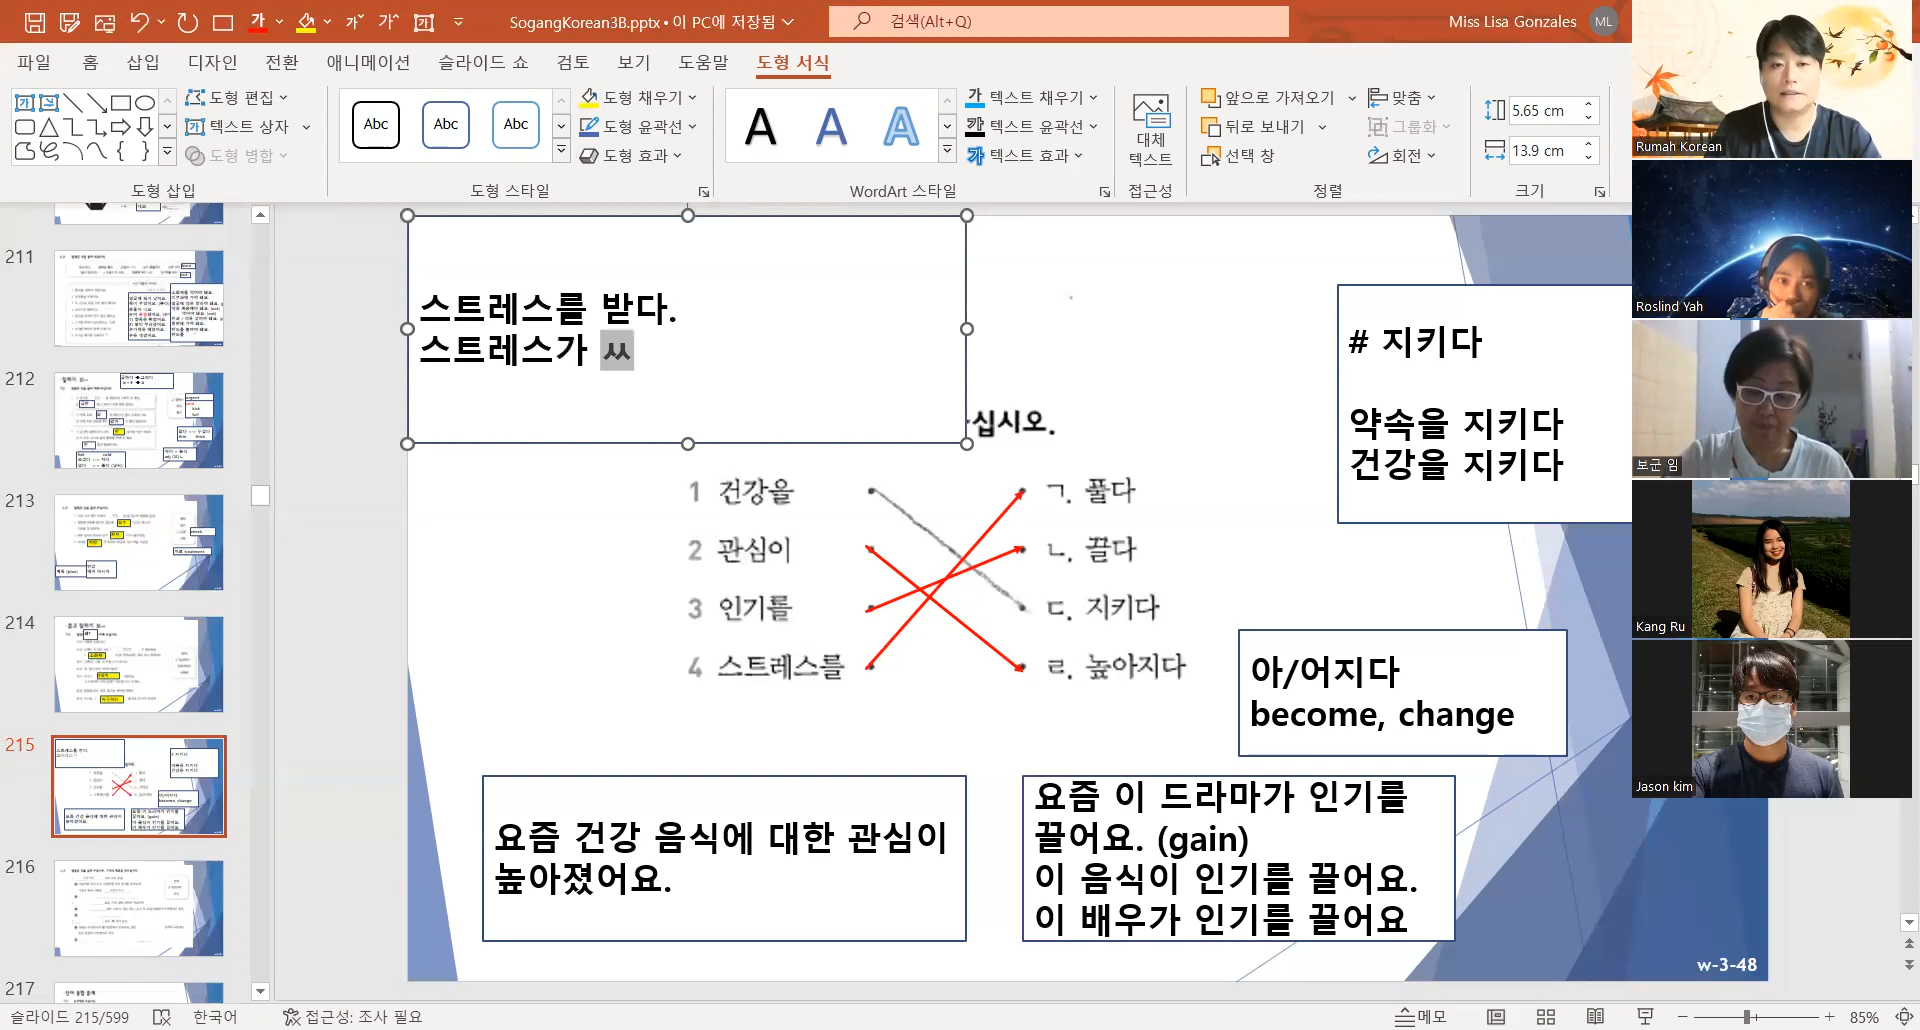 SogangKorean3B.pptx • 이 PC에 저장됨
검색(Alt+Q)
Miss Lisa Gonzales
ML
파일 홈 삽입 디자인 전환 애니메이션 슬라이드 쇼 검토 보기 도움말 도형 서식
도형 편집
텍스트 상자
도형 병합
도형 삽입
Abc Abc Abc
도형 채우기
도형 윤곽선
도형 효과
도형 스타일
A A A
텍스트 채우기
텍스트 윤곽선
텍스트 효과
WordArt 스타일
대체
텍스트
접근성
앞으로 가져오기
뒤로 보내기
선택 창
맞춤
그룹화
회전
정렬
5.65 cm
13.9 cm
크기
211
212
213
214
215
216
217
스트레스를 받다.
스트레스가 ㅆ
십시오.
1 건강을
2 관심이
3 인기를
4 스트레스를
ㄱ. 풀다
ㄴ. 끌다
ㄷ. 지키다
ㄹ. 높아지다
# 지키다
약속을 지키다
건강을 지키다
아/어지다
become, change
요즘 건강 음식에 대한 관심이
높아졌어요.
요즘 이 드라마가 인기를
끌어요. (gain)
이 음식이 인기를 끌어요.
이 배우가 인기를 끌어요
w-3-48
Rumah Korean
Roslind Yah
보군 임
Kang Ru
Jason kim
슬라이드 215/599
한국어
접근성: 조사 필요
메모
85%